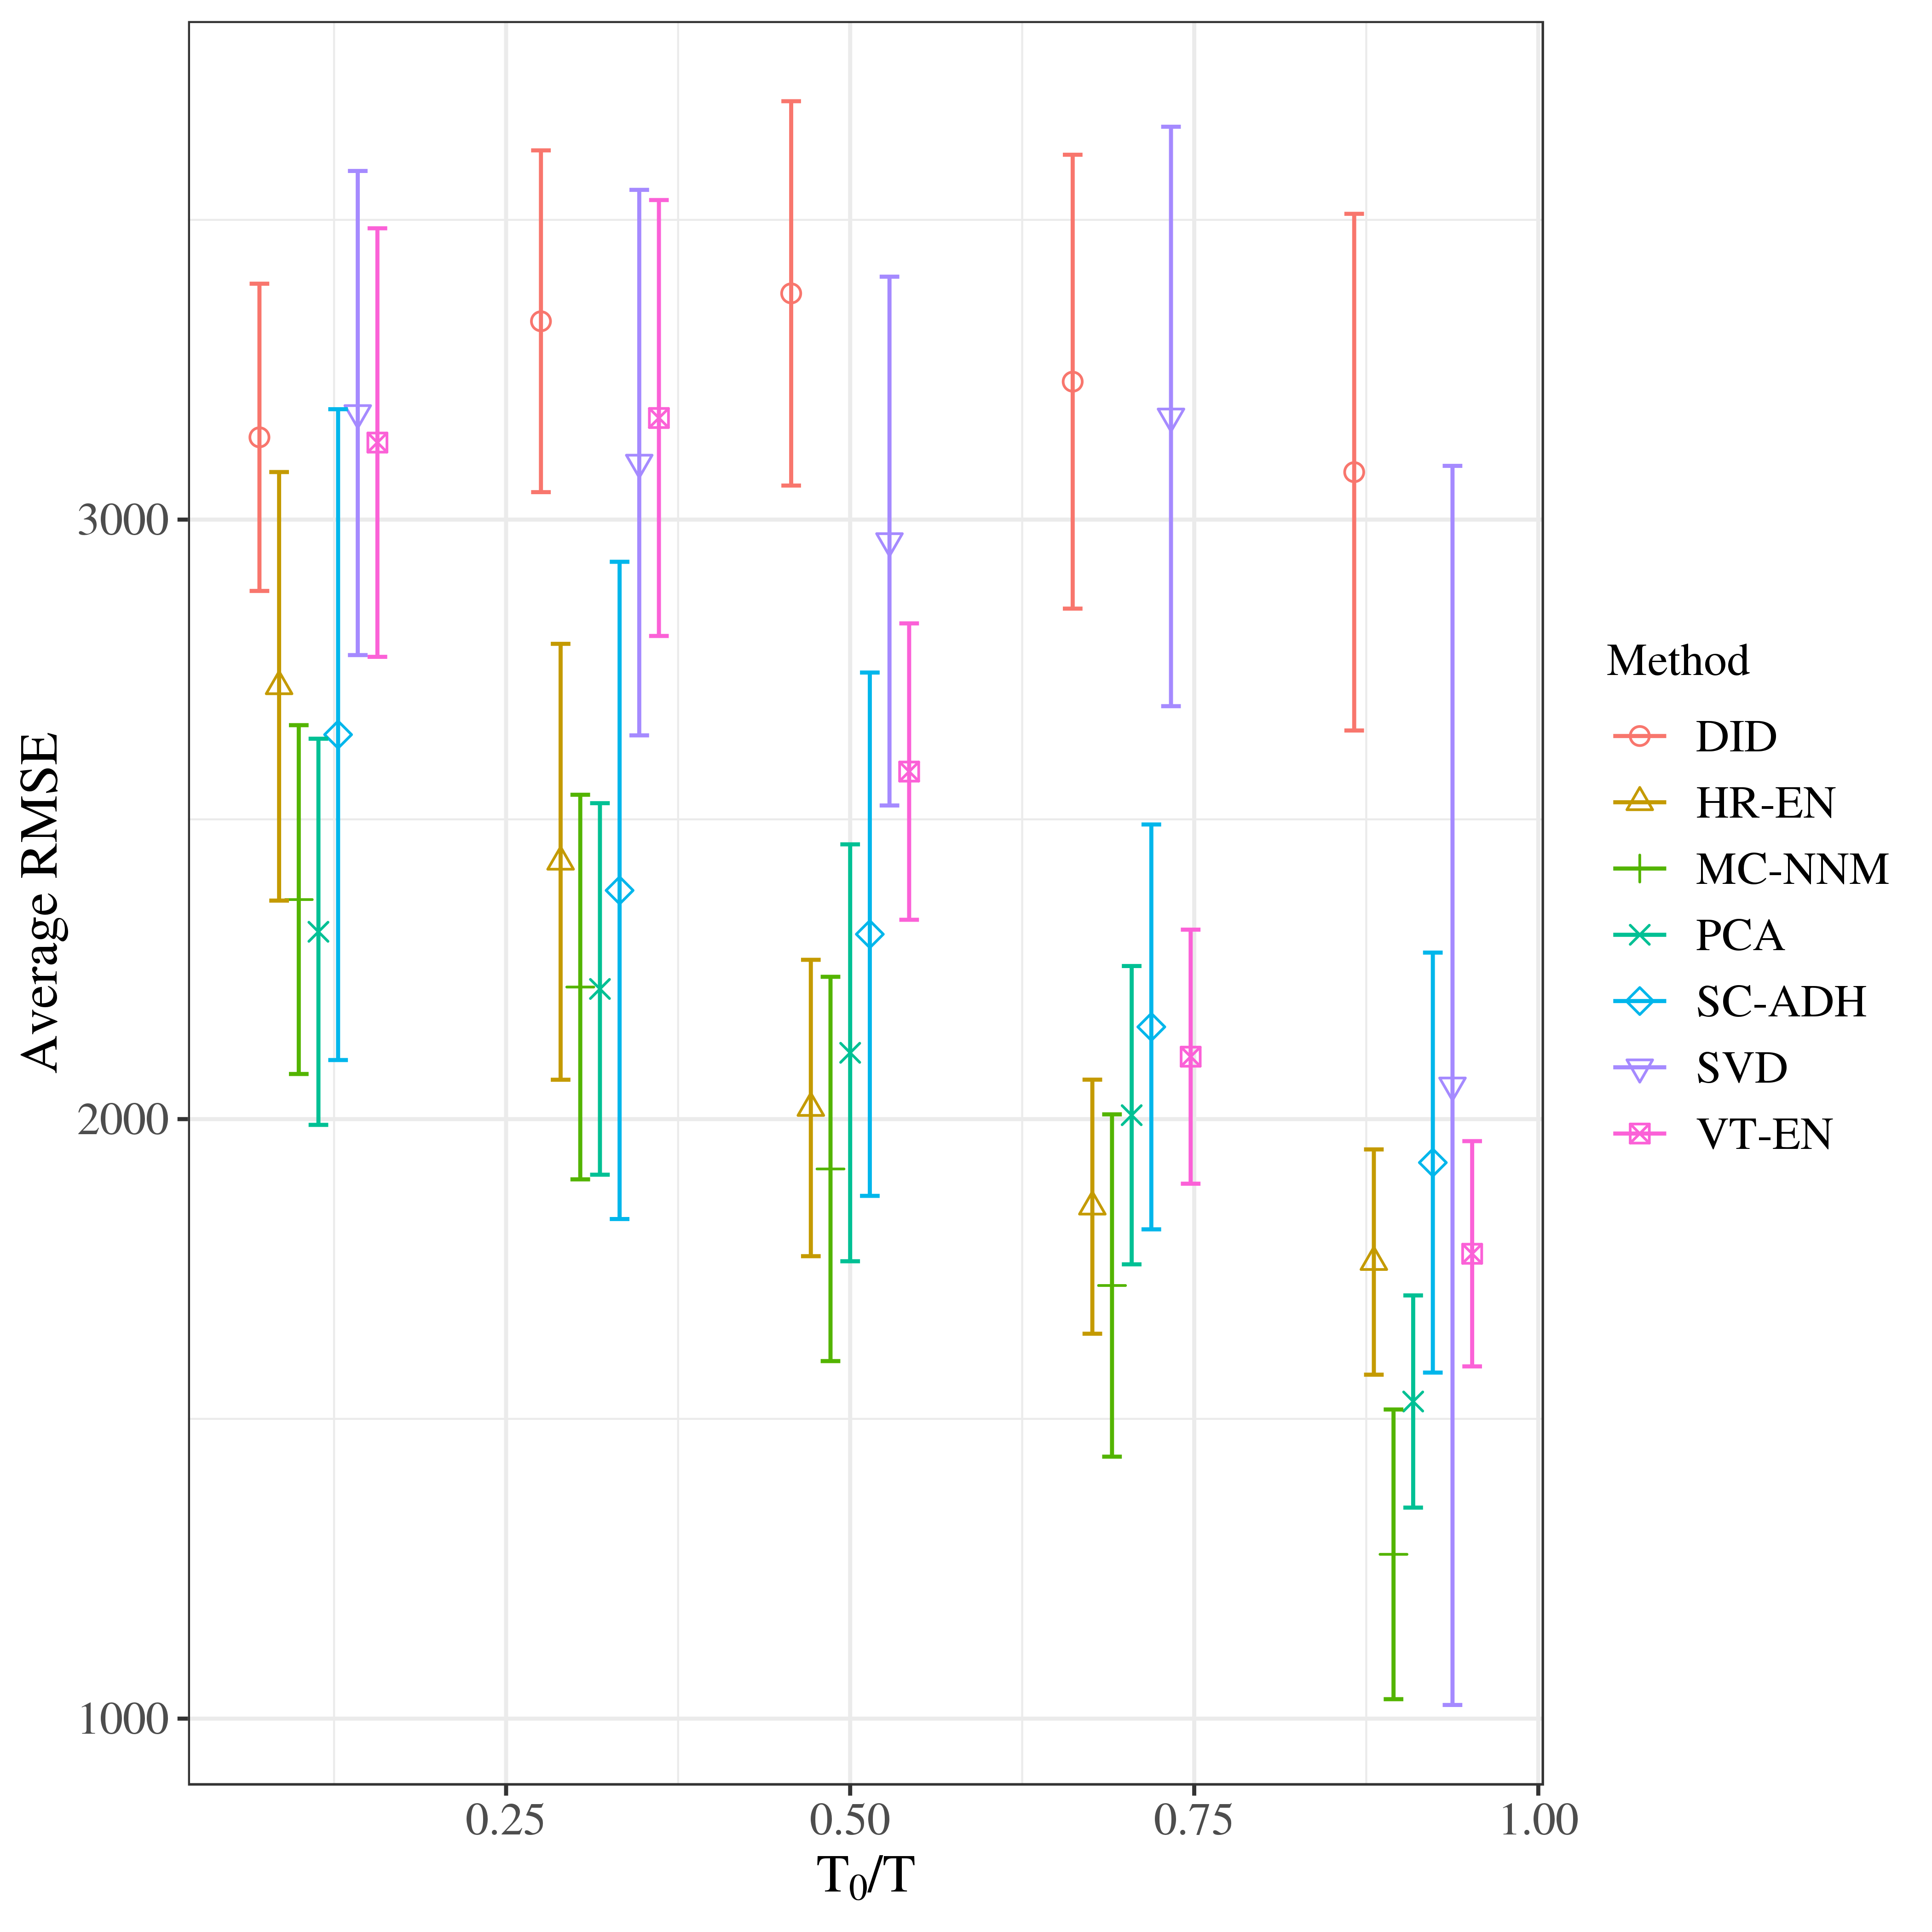 Average RMSE
3000
2000
1000
0.25 0.50 0.75 1.00
T₀/T
Method
DID
HR-EN
MC-NNM
PCA
SC-ADH
SVD
VT-EN